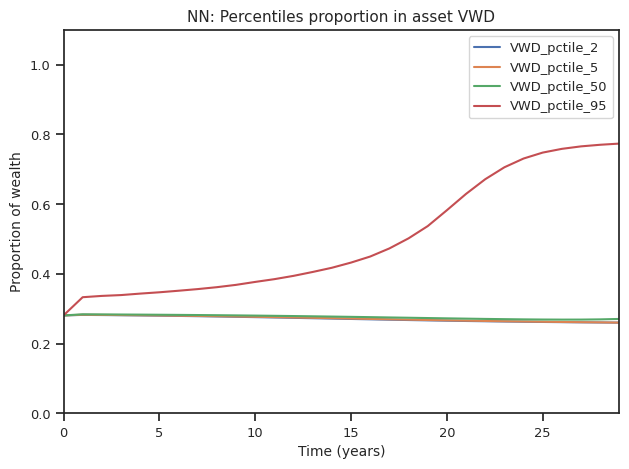 NN: Percentiles proportion in asset VWD
VWD_pctile_2
VWD_pctile_5
VWD_pctile_50
VWD_pctile_95
Proportion of wealth
1.0
0.8
0.6
0.4
0.2
0.0
0 5 10 15 20 25
Time (years)